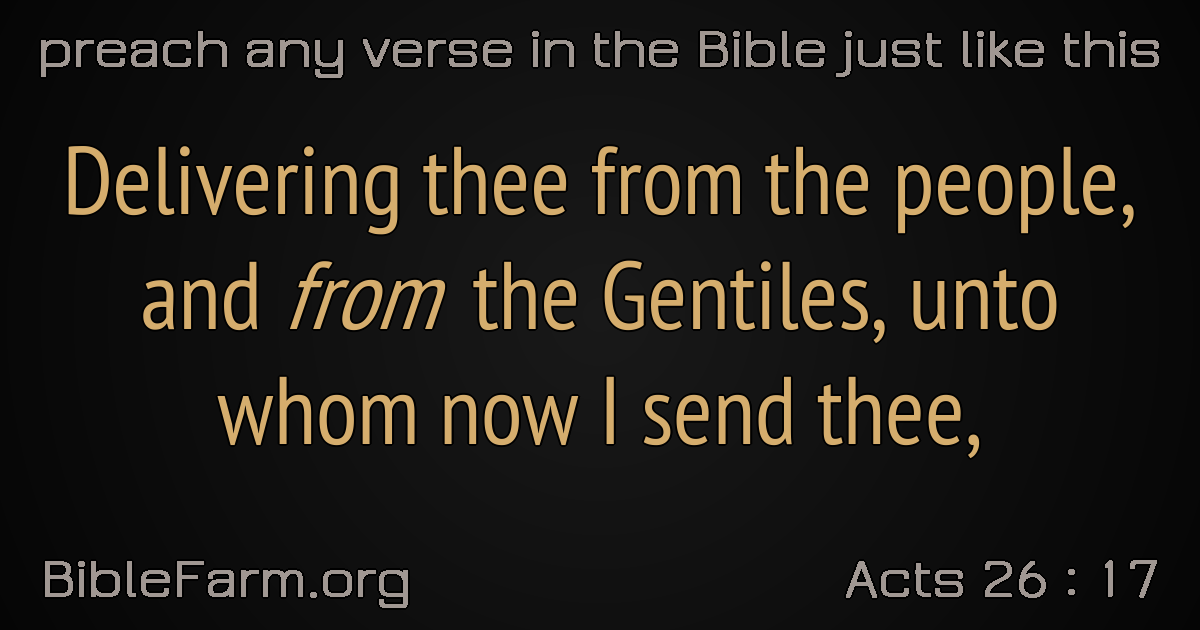 preach any verse in the Bible just like this
Delivering thee from the people,
and from the Gentiles, unto
whom now I send thee,
BibleFarm.org
Acts 26 : 17